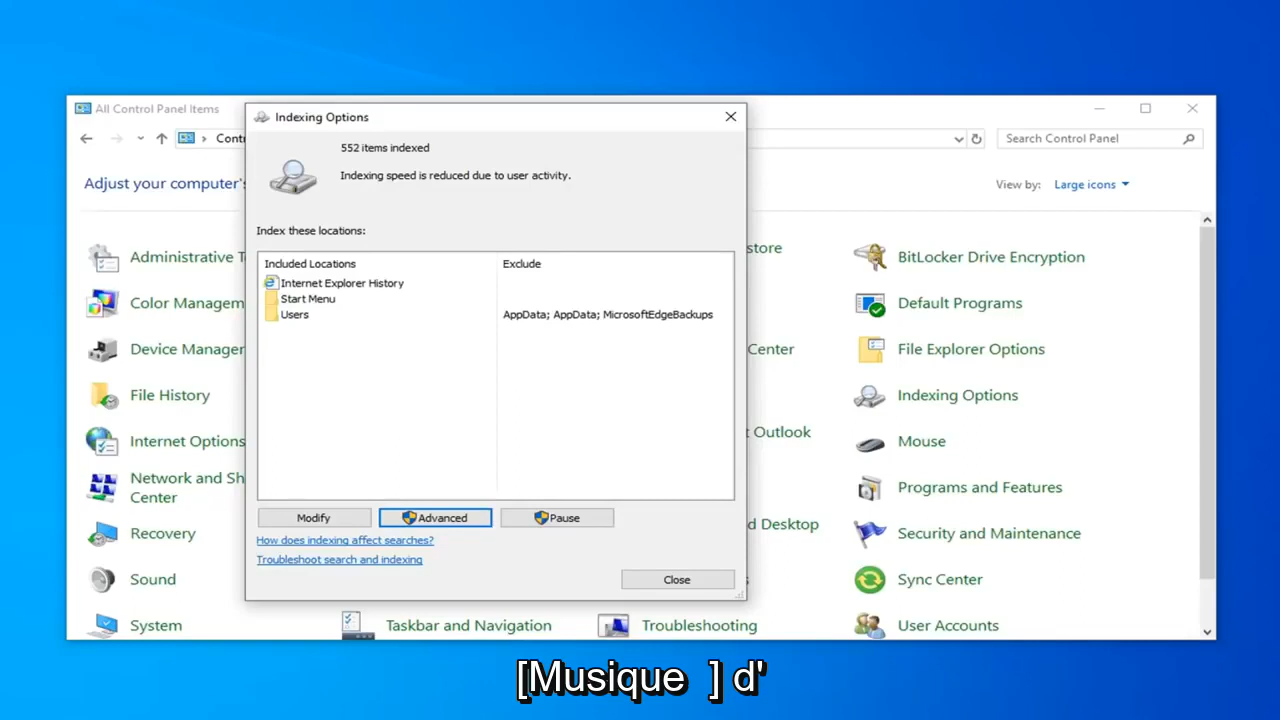 All Control Panel Items
Indexing Options
552 items indexed
Indexing speed is reduced due to user activity.
Search Control Panel
Adjust your computer's
View by: Large icons
Index these locations:
Included Locations Exclude
Internet Explorer History
Start Menu
Users AppData; AppData; MicrosoftEdgeBackups
Modify Advanced Pause
How does indexing affect searches?
Troubleshoot search and indexing
Close
Color Managem
Device Manager
File History
Internet Options
Network and Sh
Center
Recovery
Sound
System
store
Center
t Outlook
d Desktop
Taskbar and Navigation
Troubleshooting
BitLocker Drive Encryption
Default Programs
File Explorer Options
Indexing Options
Mouse
Programs and Features
Security and Maintenance
Sync Center
User Accounts
[Musique ] d'